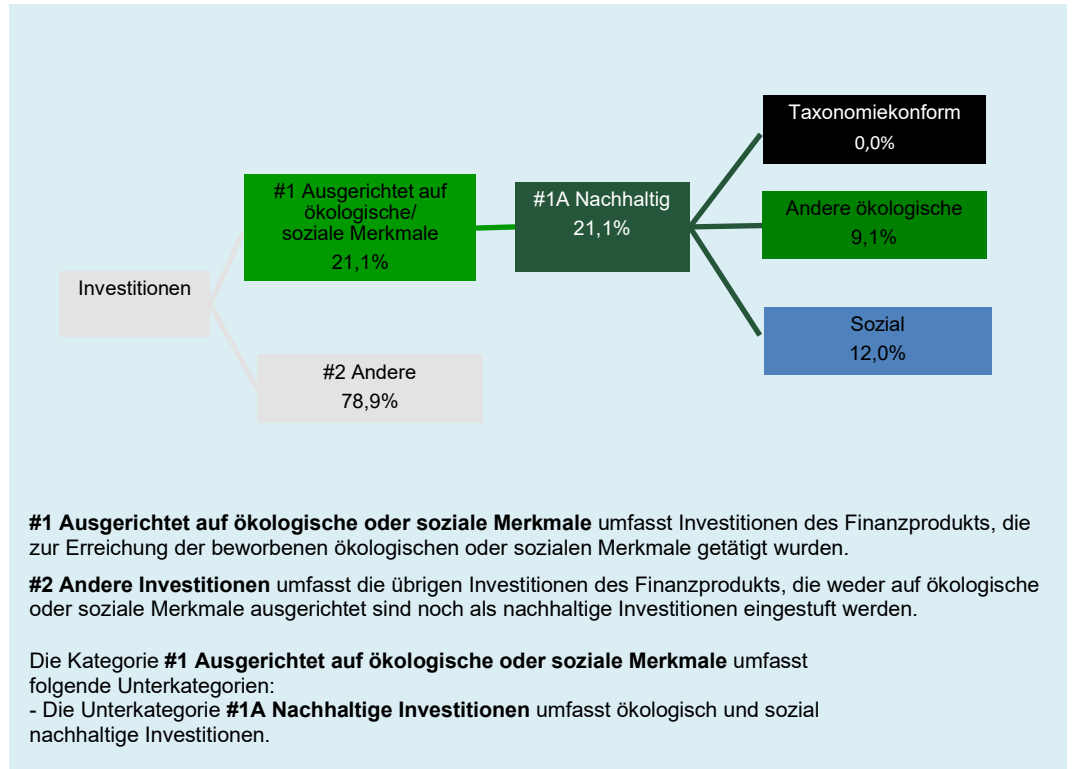 Taxonomiekonform
0,0%
#1 Ausgerichtet auf
ökologische/
soziale Merkmale
21,1%
#1A Nachhaltig
21,1%
Andere ökologische
9,1%
Investitionen
Sozial
12,0%
#2 Andere
78,9%
#1 Ausgerichtet auf ökologische oder soziale Merkmale umfasst Investitionen des Finanzprodukts, die
zur Erreichung der beworbenen ökologischen oder sozialen Merkmale getätigt wurden.
#2 Andere Investitionen umfasst die übrigen Investitionen des Finanzprodukts, die weder auf ökologische
oder soziale Merkmale ausgerichtet sind noch als nachhaltige Investitionen eingestuft werden.
Die Kategorie #1 Ausgerichtet auf ökologische oder soziale Merkmale umfasst
folgende Unterkategorien:
- Die Unterkategorie #1A Nachhaltige Investitionen umfasst ökologisch und sozial
nachhaltige Investitionen.